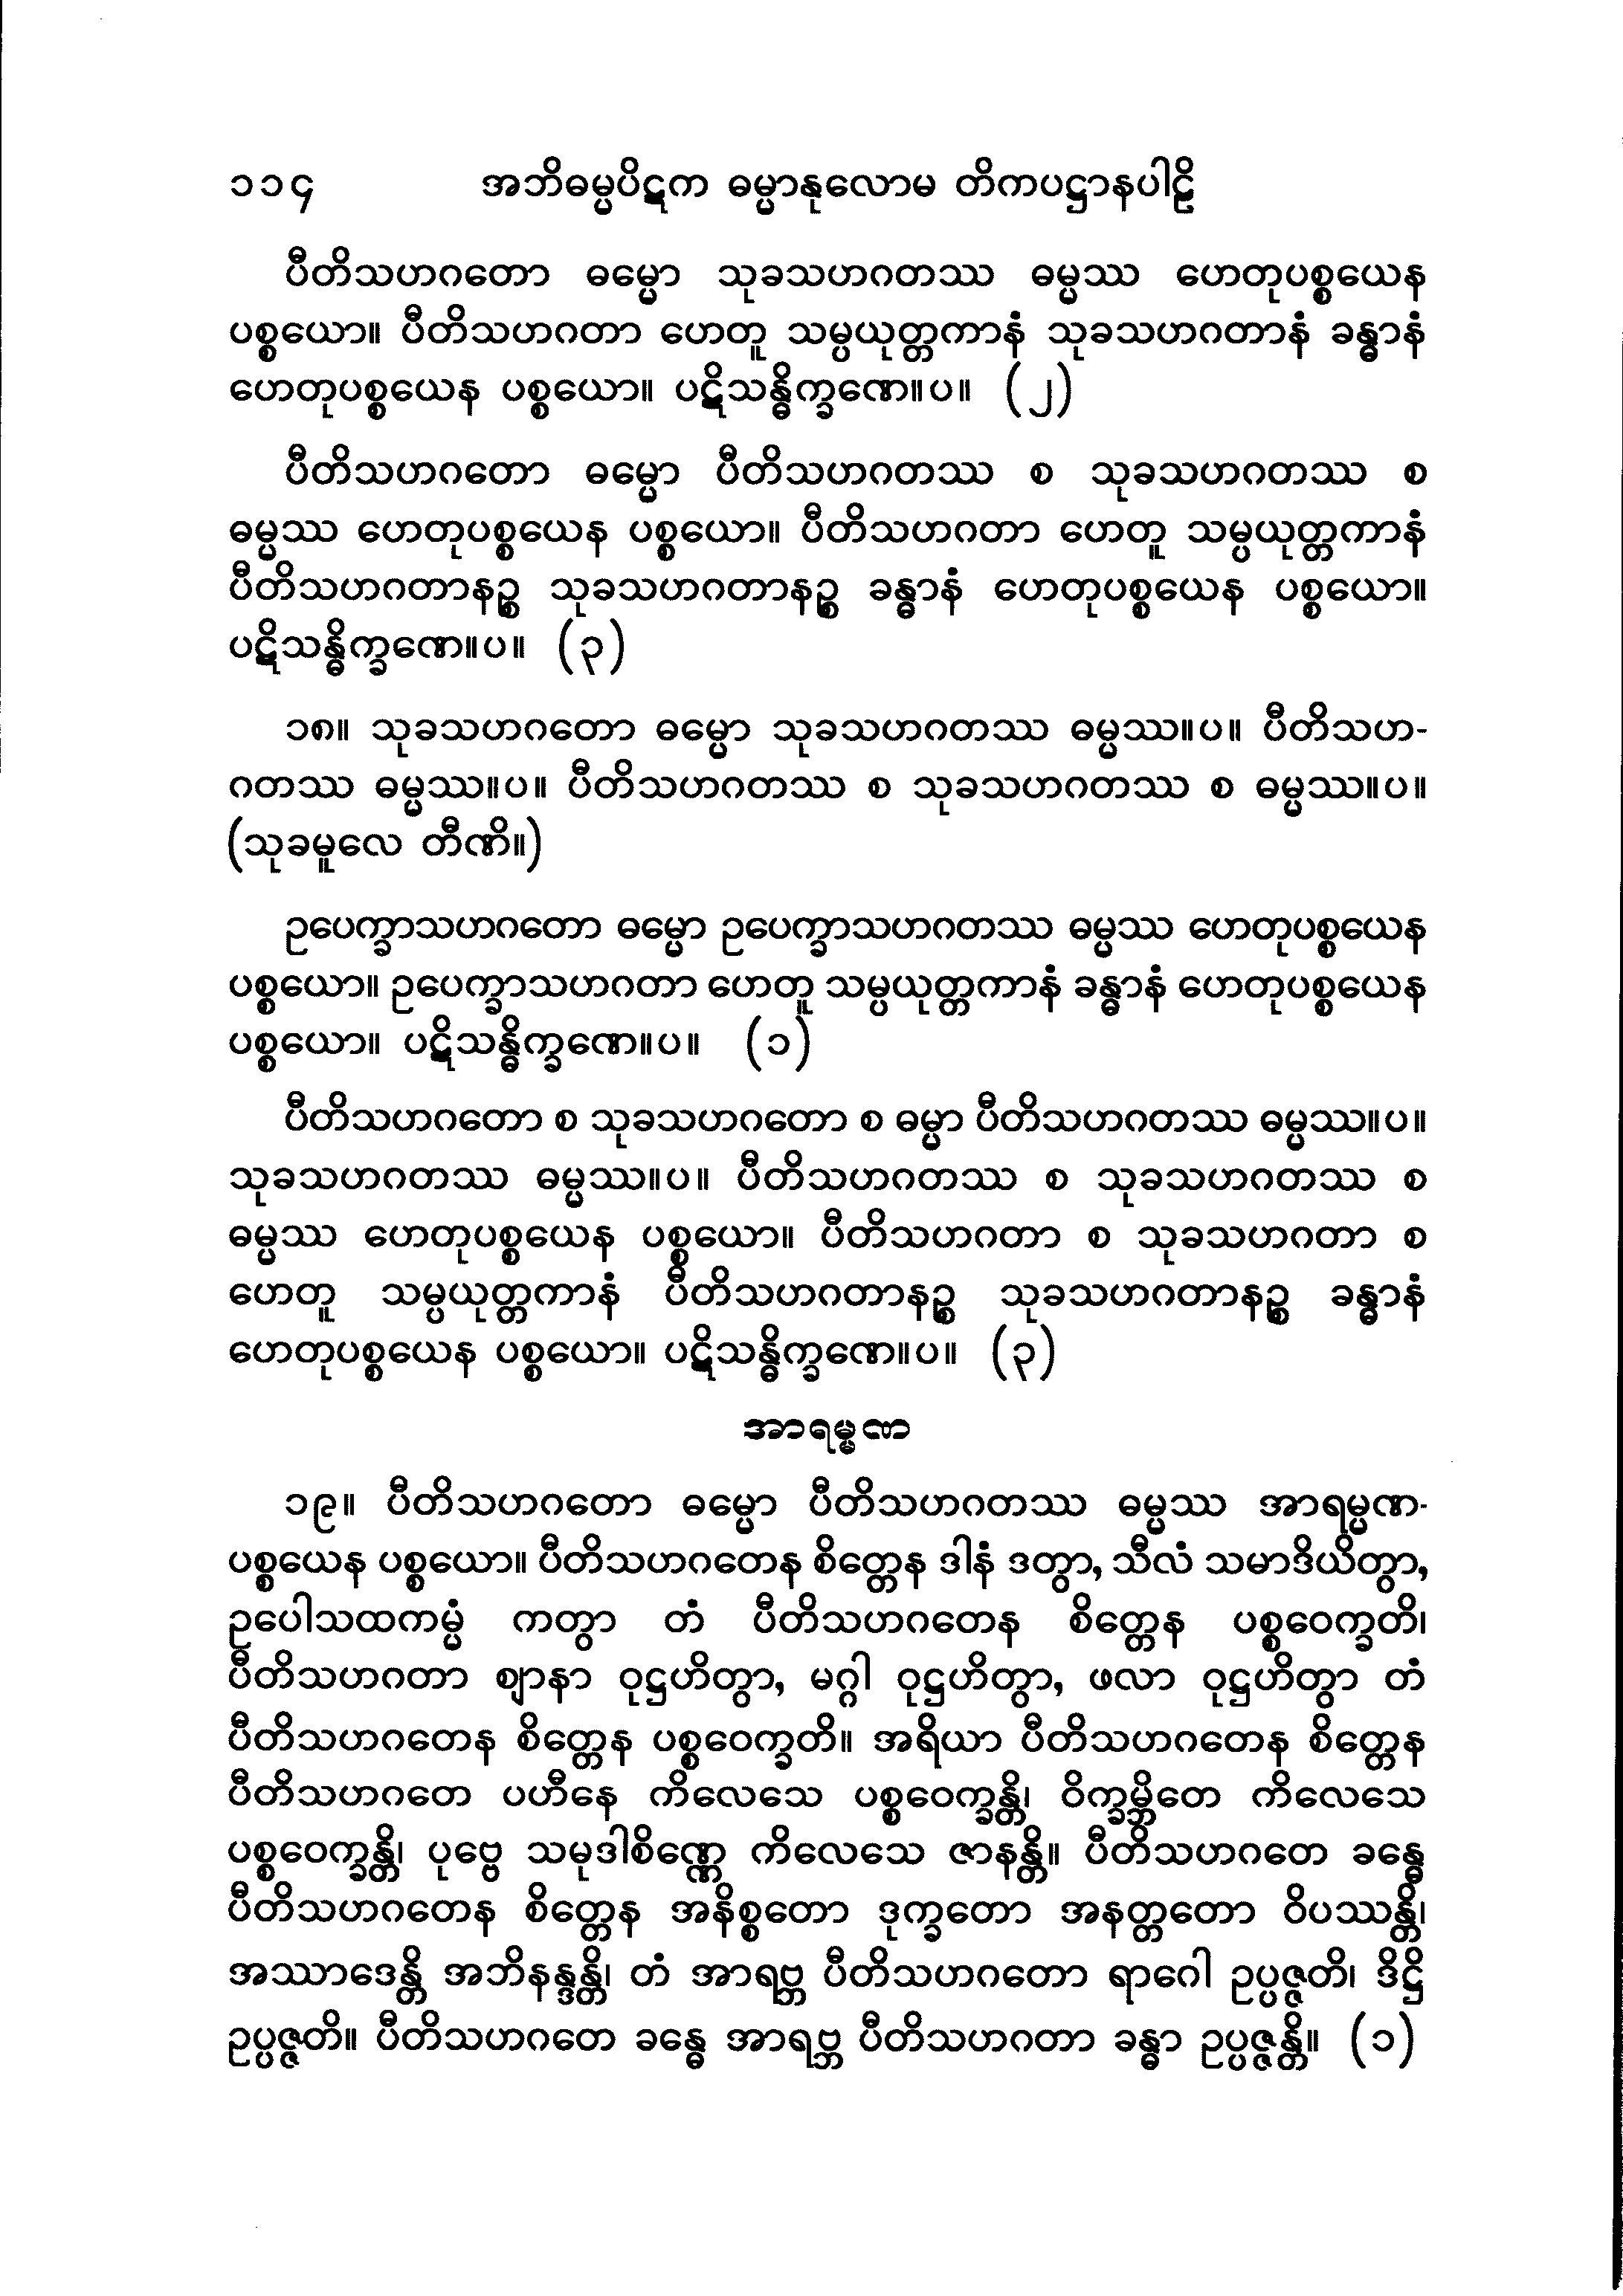 ၁၁၄ အဘိဓမ္မပိဋက ဓမ္မာနုလောမ တိကပဋ္ဌာနပါဠိ
ပီတိသဟဂတော ဓမ္မော သုခသဟဂတဿ ဓမ္မဿ ဟေတုပစ္စယေန
ပစ္စယော။ ပီတိသဟဂတာ ဟေတူ သမ္ပယုတ္တကာနံ သုခသဟဂတာနံ ခန္ဓာနံ
ဟေတုပစ္စယေန ပစ္စယော။ ပဋိသန္ဓိက္ခဏေ။ပ။ (၂)
ပီတိသဟဂတော ဓမ္မော ပီတိသဟဂတဿ စ သုခသဟဂတဿ စ
ဓမ္မဿ ဟေတုပစ္စယေန ပစ္စယော။ ပီတိသဟဂတာ ဟေတူ သမ္ပယုတ္တကာနံ
ပီတိသဟဂတာနဉ္စ သုခသဟဂတာနဉ္စ ခန္ဓာနံ ဟေတုပစ္စယေန ပစ္စယော။
ပဋိသန္ဓိက္ခဏေ။ပ။ (၃)
၁၈။ သုခသဟဂတော ဓမ္မော သုခသဟဂတဿ ဓမ္မဿ။ပ။ ပီတိသဟ-
ဂတဿ ဓမ္မဿ။ပ။ ပီတိသဟဂတဿ စ သုခသဟဂတဿ စ ဓမ္မဿ။ပ။
(သုခမူလေ တီဏိ။)
ဥပေက္ခာသဟဂတော ဓမ္မော ဥပေက္ခာသဟဂတဿ ဓမ္မဿ ဟေတုပစ္စယေန
ပစ္စယော။ ဥပေက္ခာသဟဂတာ ဟေတူ သမ္ပယုတ္တကာနံ ခန္ဓာနံ ဟေတုပစ္စယေန
ပစ္စယော။ ပဋိသန္ဓိက္ခဏေ။ပ။ (၁)
ပီတိသဟဂတော စ သုခသဟဂတော စ ဓမ္မာ ပီတိသဟဂတဿ ဓမ္မဿ။ပ။
သုခသဟဂတဿ ဓမ္မဿ။ပ။ ပီတိသဟဂတဿ စ သုခသဟဂတဿ စ
ဓမ္မဿ ဟေတုပစ္စယေန ပစ္စယော။ ပီတိသဟဂတာ စ သုခသဟဂတာ စ
ဟေတူ သမ္ပယုတ္တကာနံ ပီတိသဟဂတာနဉ္စ သုခသဟဂတာနဉ္စ ခန္ဓာနံ
ဟေတုပစ္စယေန ပစ္စယော။ ပဋိသန္ဓိက္ခဏေ။ပ။ (၃)
အာရမ္မဏ
၁၉။ ပီတိသဟဂတော ဓမ္မော ပီတိသဟဂတဿ ဓမ္မဿ အာရမ္မဏ-
ပစ္စယေန ပစ္စယော။ ပီတိသဟဂတေန စိတ္တေန ဒါနံ ဒတွာ, သီလံ သမာဒိယိတွာ,
ဥပေါသထကမ္မံ ကတွာ တံ ပီတိသဟဂတေန စိတ္တေန ပစ္စဝေက္ခတိ၊
ပီတိသဟဂတာ ဈာနာ ဝုဋ္ဌဟိတွာ, မဂ္ဂါ ဝုဋ္ဌဟိတွာ, ဖလာ ဝုဋ္ဌဟိတွာ တံ
ပီတိသဟဂတေန စိတ္တေန ပစ္စဝေက္ခတိ။ အရိယာ ပီတိသဟဂတေန စိတ္တေန
ပီတိသဟဂတေ ပဟီနေ ကိလေသေ ပစ္စဝေက္ခန္တိ၊ ဝိက္ခမ္ဘိတေ ကိလေသေ
ပစ္စဝေက္ခန္တိ၊ ပုဗ္ဗေ သမုဒါစိဏ္ဏေ ကိလေသေ ဇာနန္တိ။ ပီတိသဟဂတေ ခန္ဓေ
ပီတိသဟဂတေန စိတ္တေန အနိစ္စတော ဒုက္ခတော အနတ္တတော ဝိပဿန္တိ၊
အဿာဒေန္တိ အဘိနန္ဒန္တိ၊ တံ အာရဗ္ဘ ပီတိသဟဂတော ရာဂေါ ဥပ္ပဇ္ဇတိ၊ ဒိဋ္ဌိ
ဥပ္ပဇ္ဇတိ။ ပီတိသဟဂတေ ခန္ဓေ အာရဗ္ဘ ပီတိသဟဂတာ ခန္ဓာ ဥပ္ပဇ္ဇန္တိ။ (၁)